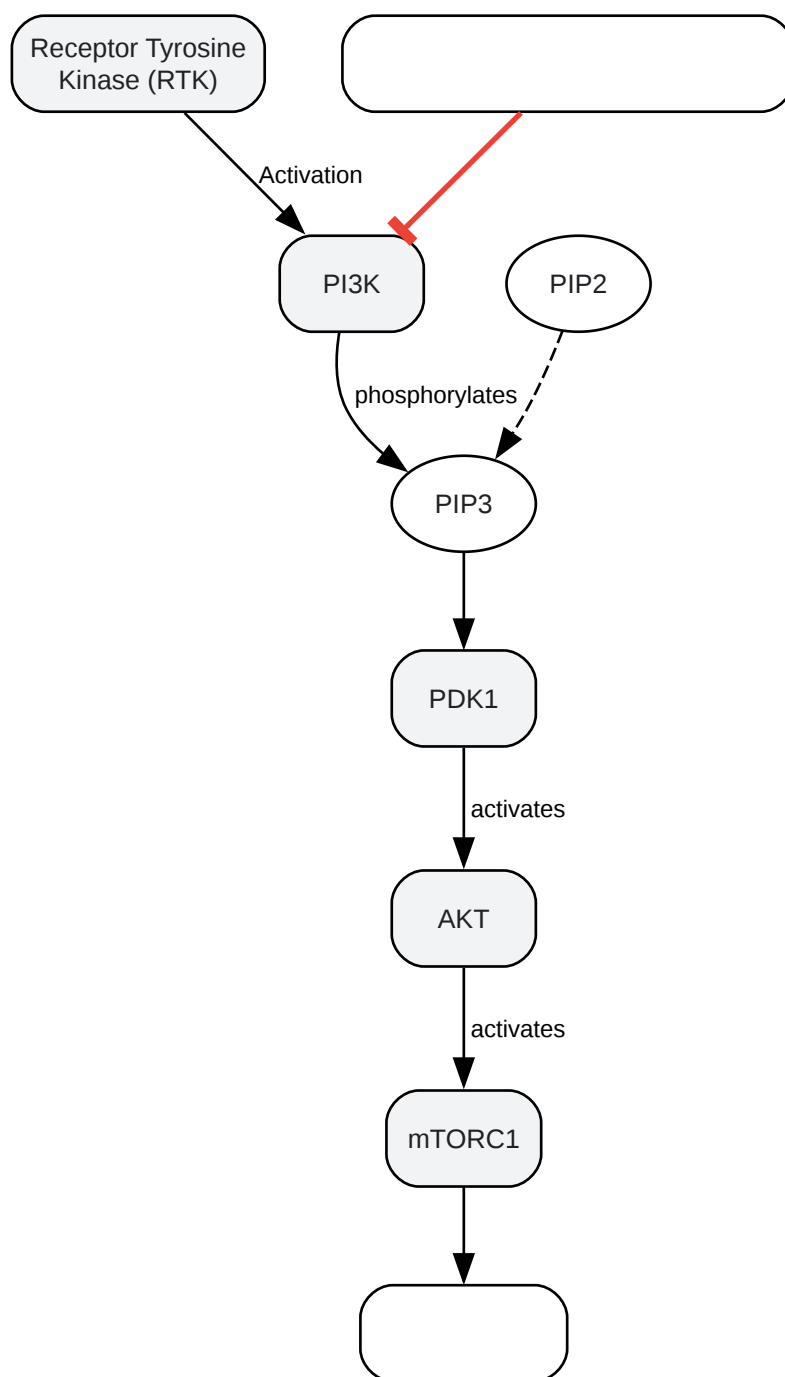 Receptor Tyrosine
Kinase (RTK)
Activation
PI3K
PIP2
phosphorylates
PIP3
PDK1
activates
AKT
activates
mTORC1